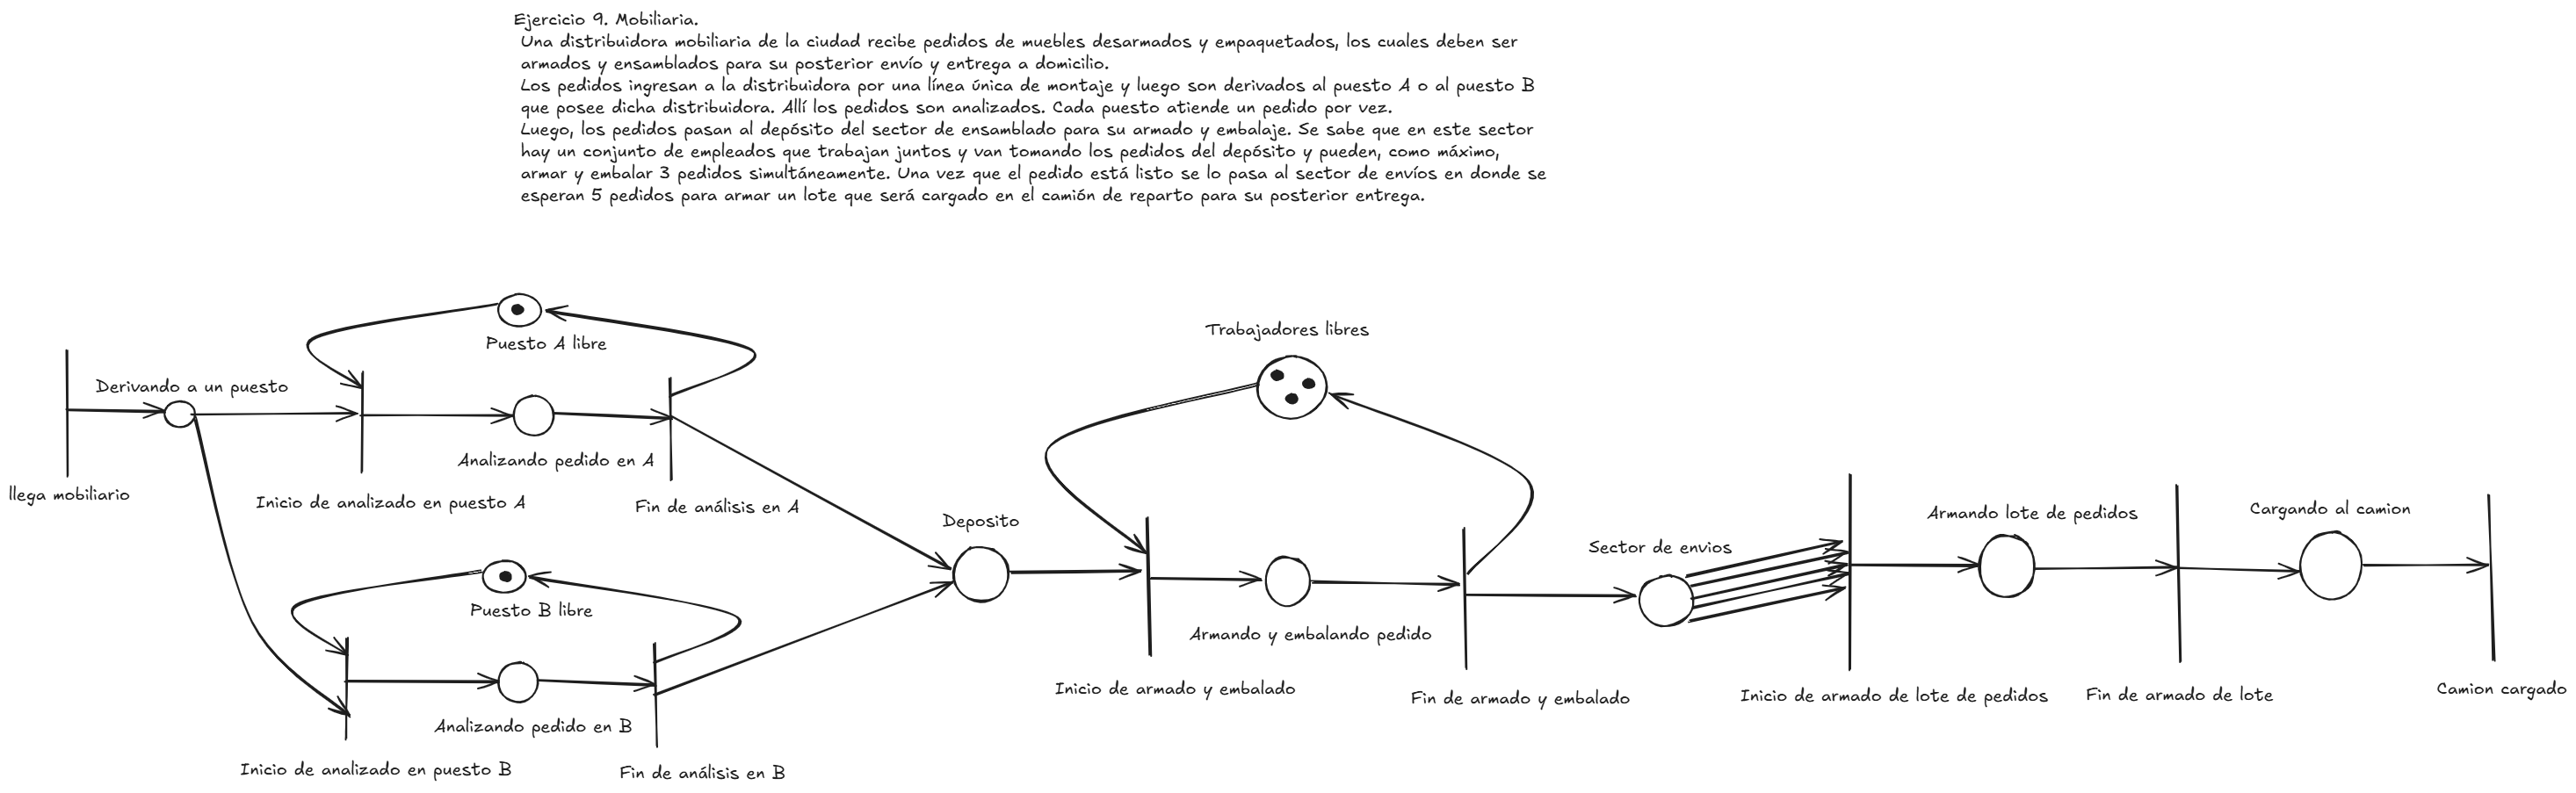 Ejercicio 9. Mobiliaria.
Una distribuidora mobiliaria de la ciudad recibe pedidos de muebles desarmados y empaquetados, los cuales deben ser
armados y ensamblados para su posterior envío y entrega a domicilio.
Los pedidos ingresan a la distribuidora por una línea única de montaje y luego son derivados al puesto A o al puesto B
que posee dicha distribuidora. Allí los pedidos son analizados. Cada puesto atiende un pedido por vez.
Luego, los pedidos pasan al depósito del sector de ensamblado para su armado y embalaje. Se sabe que en este sector
hay un conjunto de empleados que trabajan juntos y van tomando los pedidos del depósito y pueden, como máximo,
armar y embalar 3 pedidos simultáneamente. Una vez que el pedido está listo se lo pasa al sector de envíos en donde se
esperan 5 pedidos para armar un lote que será cargado en el camión de reparto para su posterior entrega.
Puesto A libre
Trabajadores libres
Derivando a un puesto
Analizando pedido en A
llega mobiliario
Inicio de analizado en puesto A
Fin de análisis en A
Deposito
Sector de envios
Armando lote de pedidos
Cargando al camion
Puesto B libre
Armando y embalando pedido
Inicio de armado y embalado
Fin de armado y embalado
Inicio de armado de lote de pedidos
Fin de armado de lote
Camion cargado
Analizando pedido en B
Inicio de analizado en puesto B
Fin de análisis en B